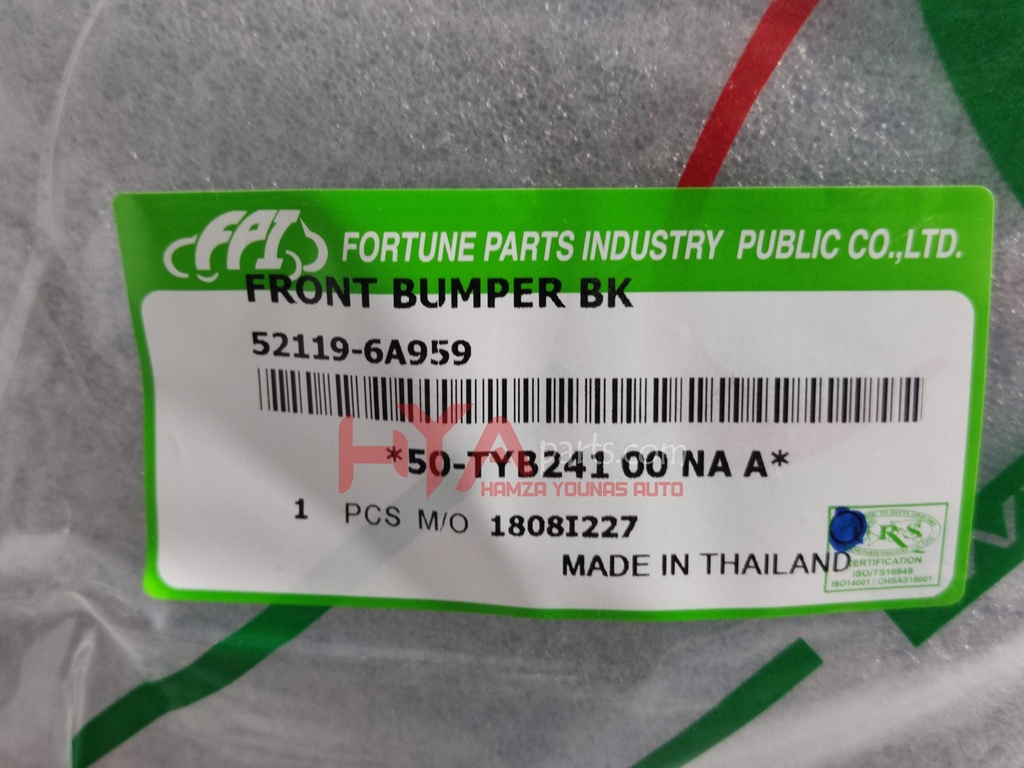 FPI FORTUNE PARTS INDUSTRY PUBLIC CO.,LTD.
FRONT BUMPER BK
52119-6A959
HYA parts.com
*50-TYB241 00 NA A*
HAMZA YOUNAS AUTO
1 PCS M/O 1808I227
MADE IN THAILAND
RS
CERTIFICATION
ISO/TS16949
ISO14001 / OHSAS18001